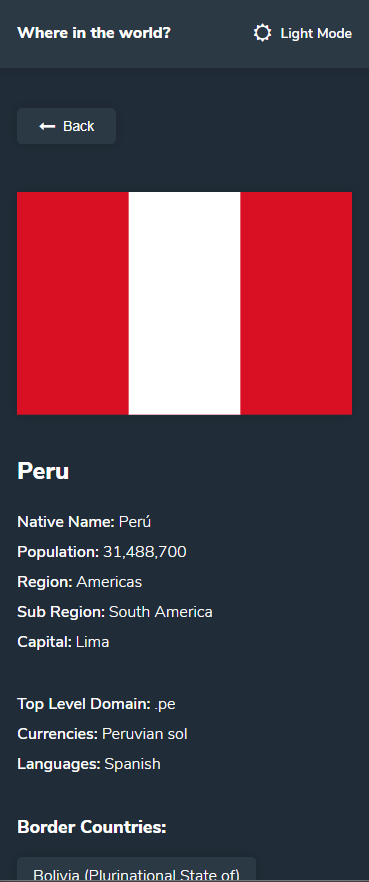 Where in the world?
Light Mode
Back
Peru
Native Name: Perú
Population: 31,488,700
Region: Americas
Sub Region: South America
Capital: Lima
Top Level Domain: .pe
Currencies: Peruvian sol
Languages: Spanish
Border Countries:
Bolivia (Plurinational State of)